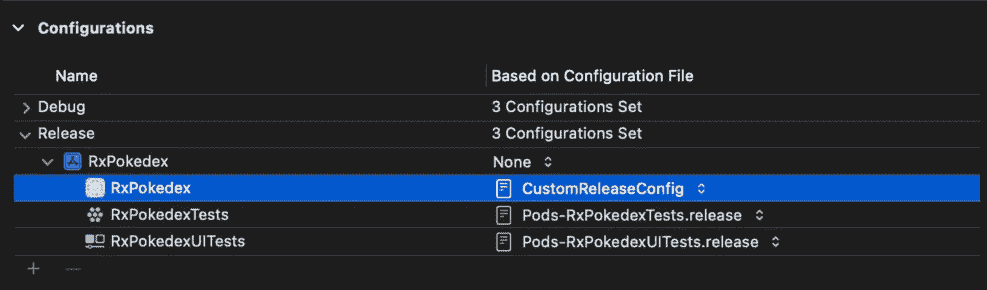 Configurations
Name Based on Configuration File
Debug 3 Configurations Set
Release 3 Configurations Set
RxPokedex None
RxPokedex CustomReleaseConfig
RxPokedexTests Pods-RxPokedexTests.release
RxPokedexUITests Pods-RxPokedexUITests.release